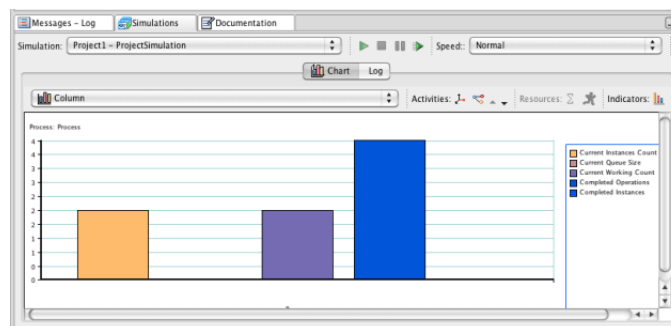 Messages - Log Simulations Documentation
Simulation: Project1 - ProjectSimulation Speed:: Normal
Chart Log
Column Activities: Resources: Indicators:
Process: Process
4
4
3
3
2
2
1
1
0
0
Current Instances Count
Current Queue Size
Current Working Count
Completed Operations
Completed Instances